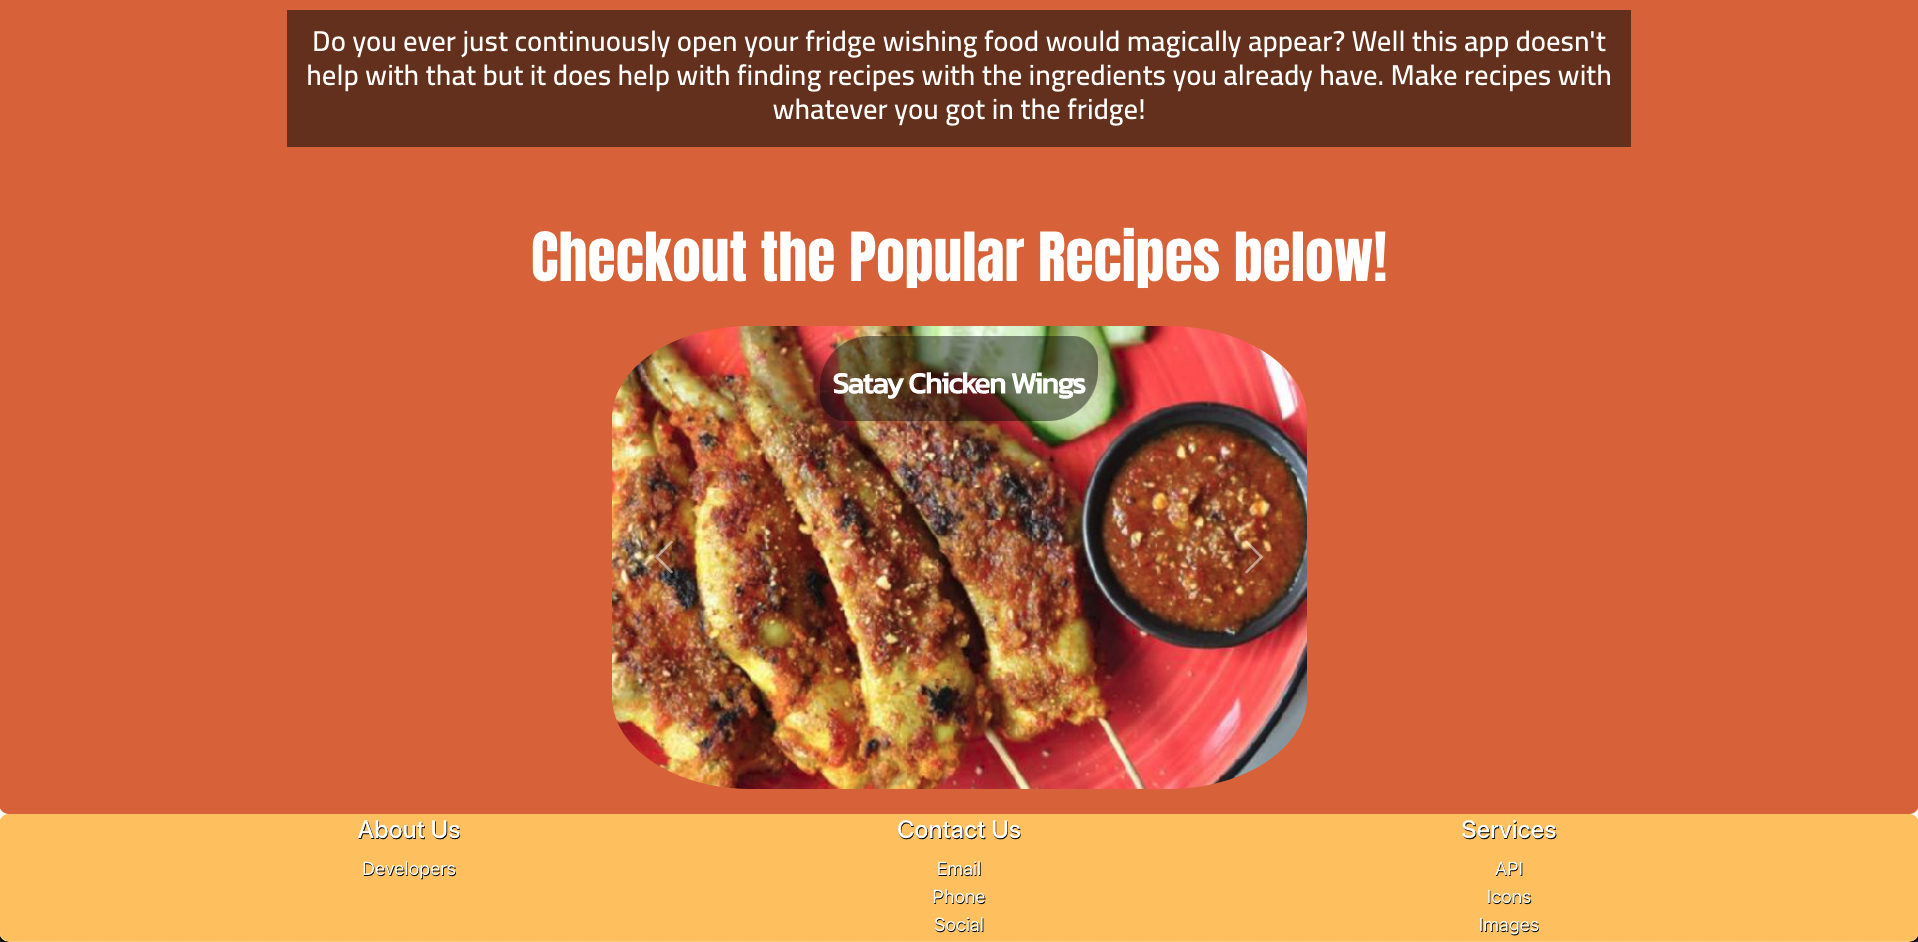 Do you ever just continuously open your fridge wishing food would magically appear? Well this app doesn't
help with that but it does help with finding recipes with the ingredients you already have. Make recipes with
whatever you got in the fridge!
Checkout the Popular Recipes below!
Satay Chicken Wings
About Us
Developers
Contact Us
Email
Phone
Social
Services
API
Icons
Images